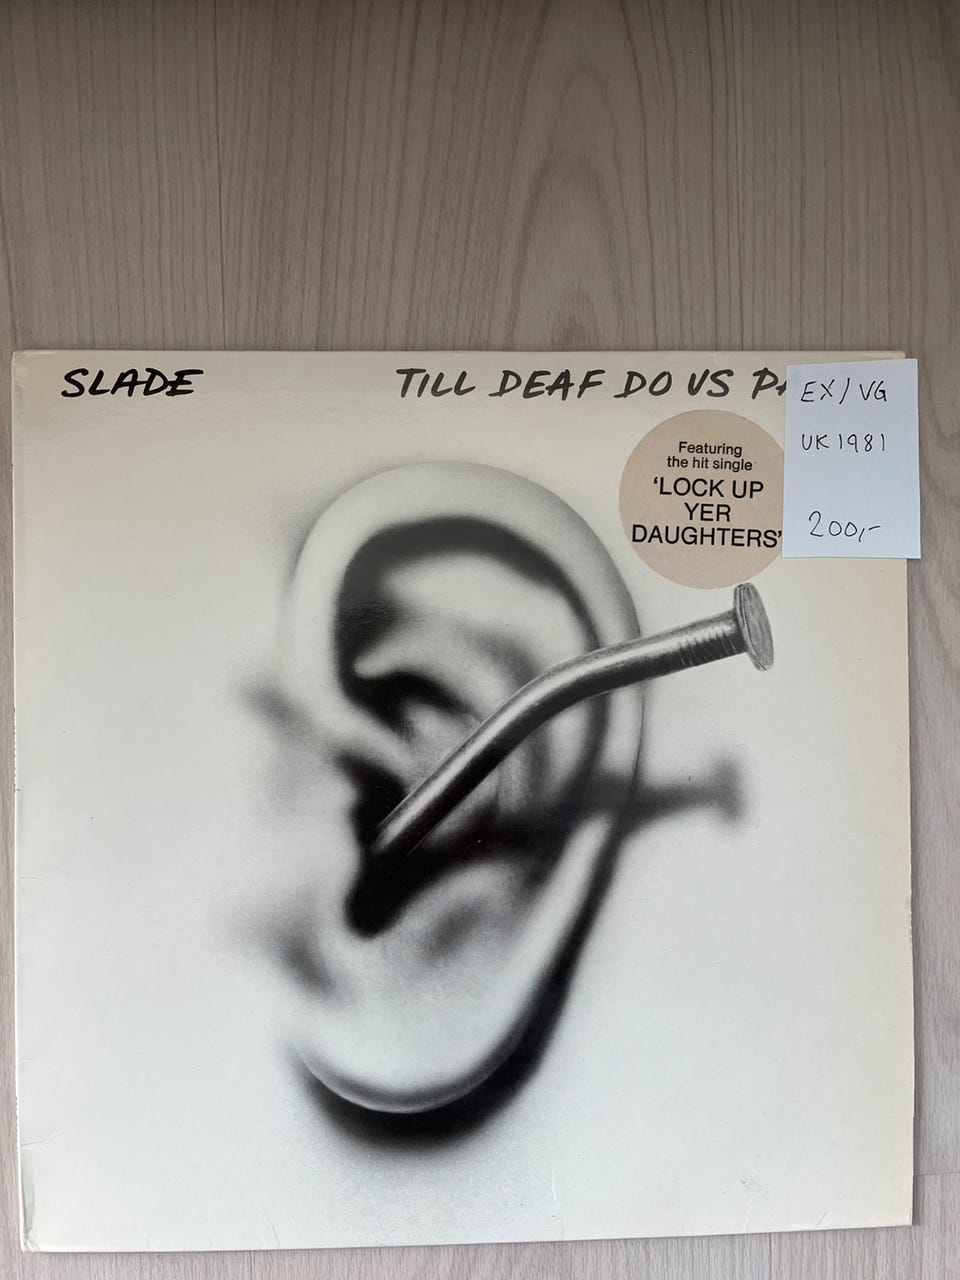 SLADE
TILL DEAF DO US
EX/VG
UK 1981
200,-
Featuring
the hit single
'LOCK UP
YER
DAUGHTERS'